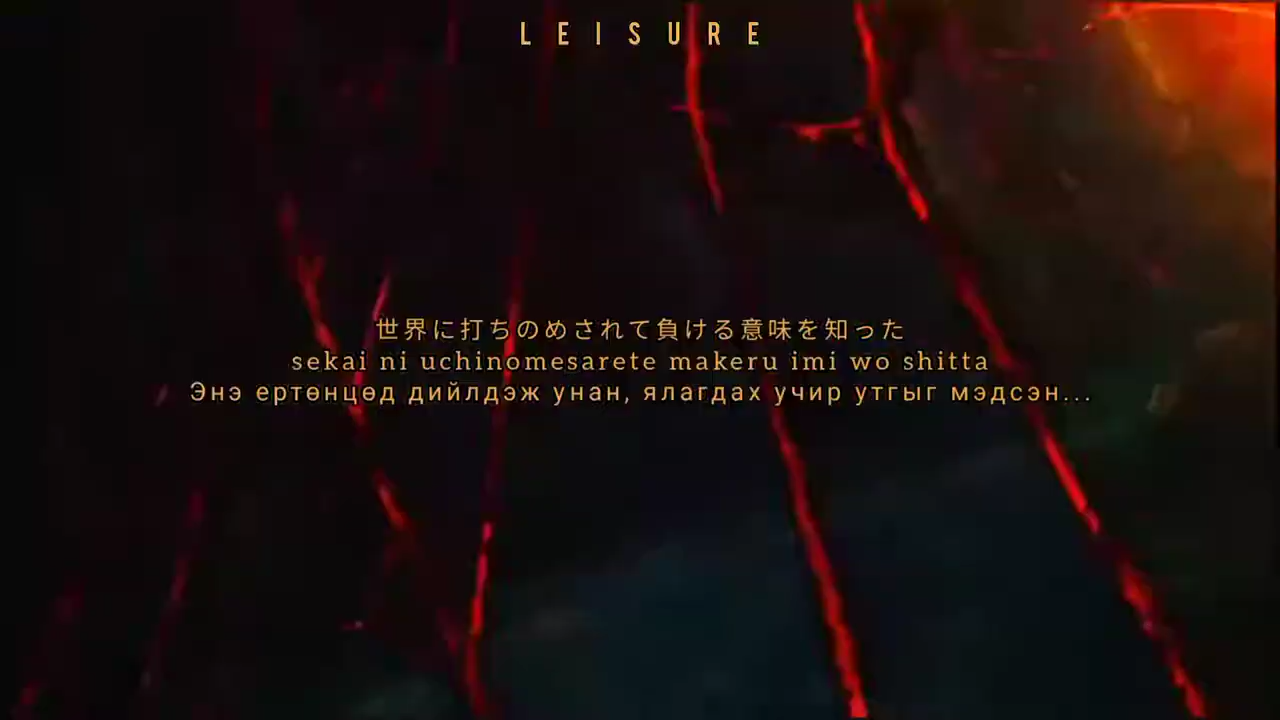 LEISURE
世界に打ちのめされて負ける意味を知った
sekai ni uchinomesarete makeru imi wo shitta
Энэ ертөнцөд дийлдэж унан, ялагдах учир утгыг мэдсэн...